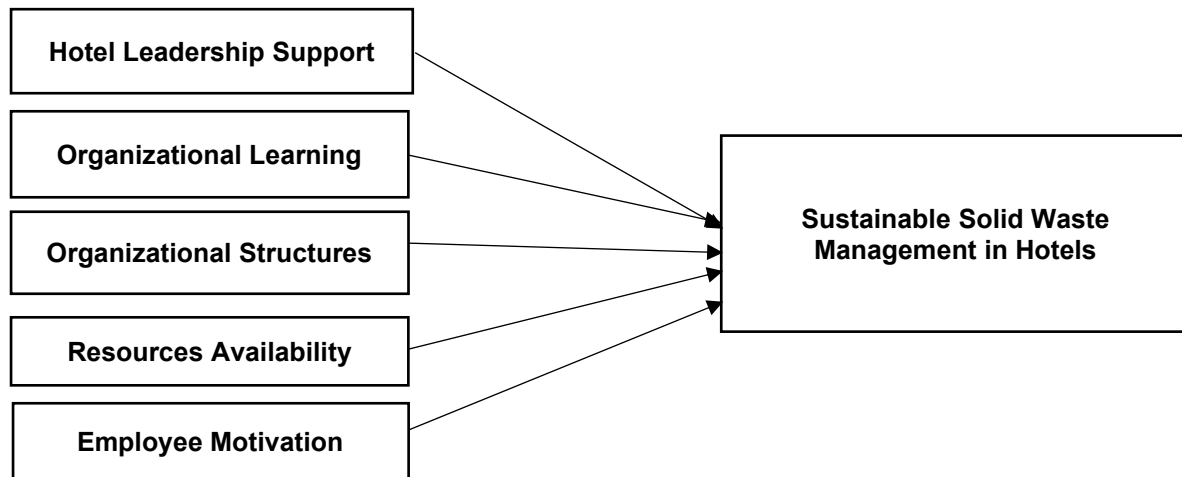 Hotel Leadership Support
Organizational Learning
Organizational Structures
Resources Availability
Employee Motivation
Sustainable Solid Waste
Management in Hotels